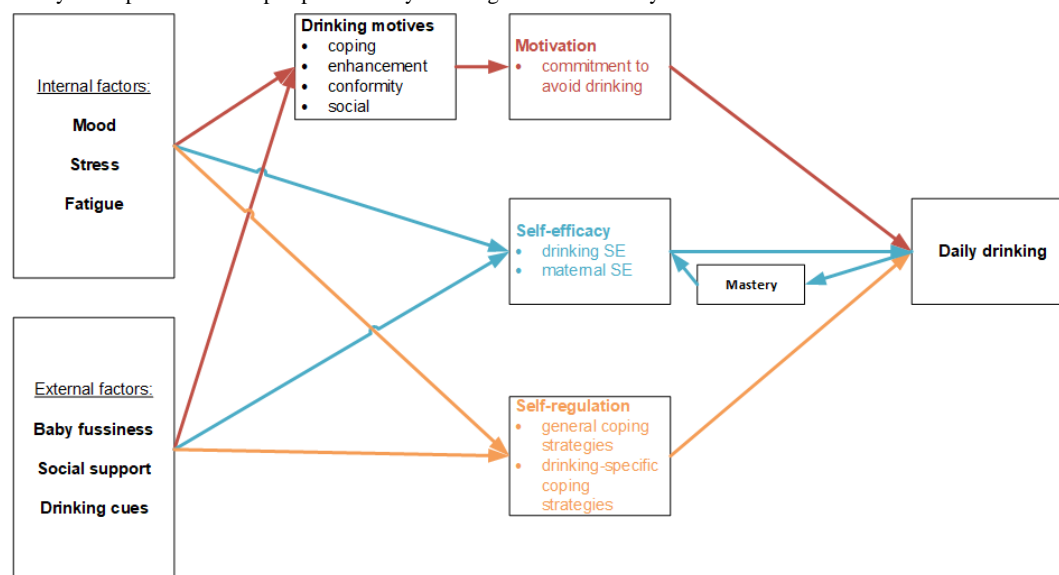 Internal factors:
Mood
Stress
Fatigue
External factors:
Baby fussiness
Social support
Drinking cues
Drinking motives
• coping
• enhancement
• conformity
• social
Motivation
• commitment to
avoid drinking
Self-efficacy
• drinking SE
• maternal SE
Mastery
Self-regulation
• general coping
strategies
• drinking-specific
coping
strategies
Daily drinking